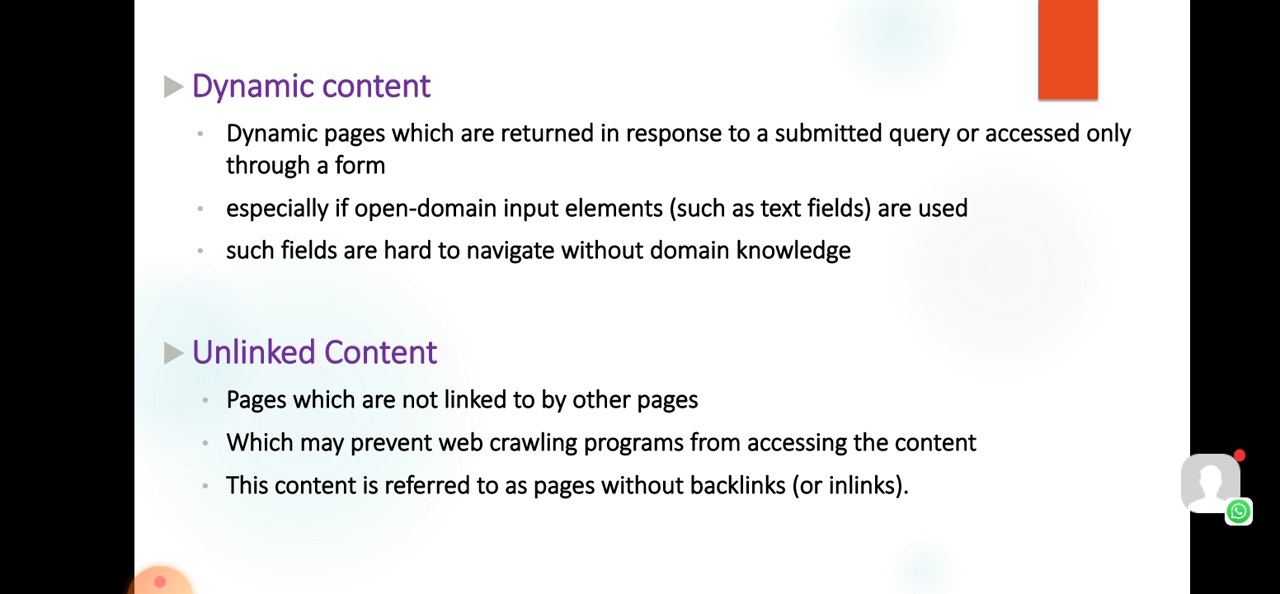 Dynamic content
Dynamic pages which are returned in response to a submitted query or accessed only
through a form
especially if open-domain input elements (such as text fields) are used
such fields are hard to navigate without domain knowledge
Unlinked Content
Pages which are not linked to by other pages
Which may prevent web crawling programs from accessing the content
This content is referred to as pages without backlinks (or inlinks).